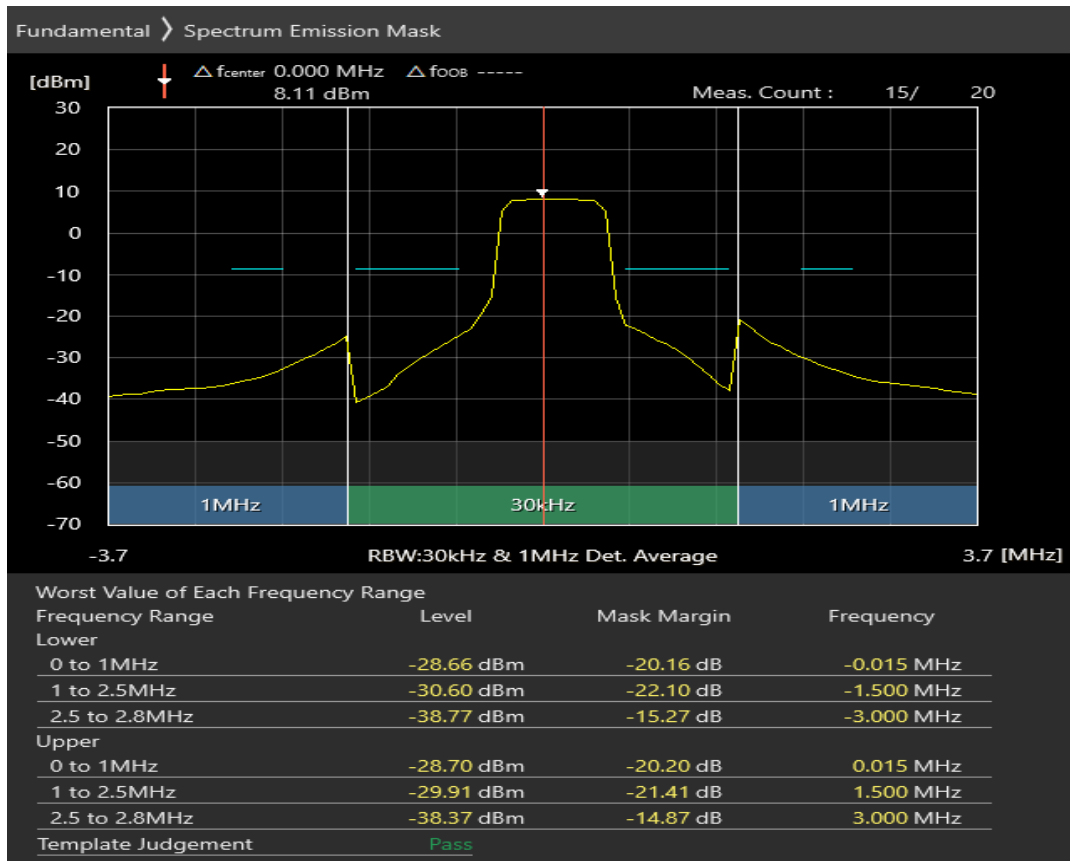 Fundamental ❯ Spectrum Emission Mask
[dBm]
△ fcenter 0.000 MHz △ fOOB -----
8.11 dBm
Meas. Count : 15/ 20
30
20
10
0
-10
-20
-30
-40
-50
-60
-70
1MHz 30kHz 1MHz
-3.7 RBW:30kHz & 1MHz Det. Average 3.7 [MHz]
Worst Value of Each Frequency Range
Frequency Range Level Mask Margin Frequency
Lower
0 to 1MHz -28.66 dBm -20.16 dB -0.015 MHz
1 to 2.5MHz -30.60 dBm -22.10 dB -1.500 MHz
2.5 to 2.8MHz -38.77 dBm -15.27 dB -3.000 MHz
Upper
0 to 1MHz -28.70 dBm -20.20 dB 0.015 MHz
1 to 2.5MHz -29.91 dBm -21.41 dB 1.500 MHz
2.5 to 2.8MHz -38.37 dBm -14.87 dB 3.000 MHz
Template Judgement Pass